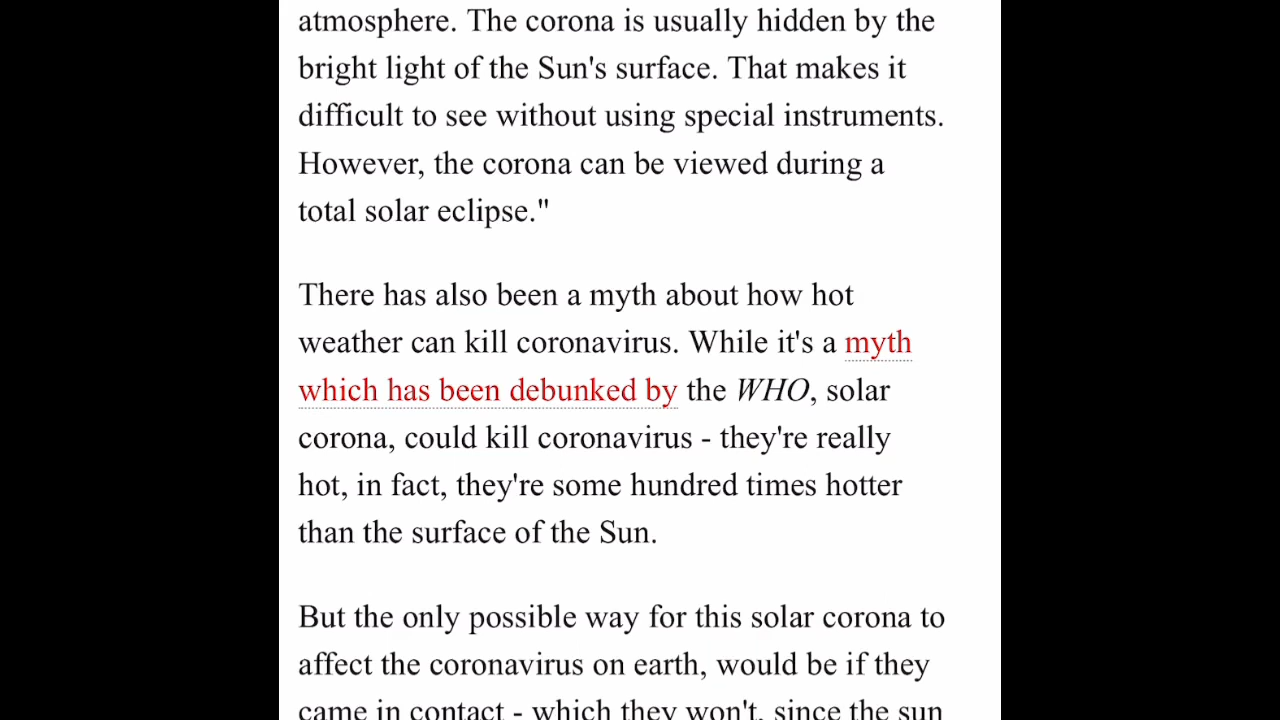 atmosphere. The corona is usually hidden by the
bright light of the Sun's surface. That makes it
difficult to see without using special instruments.
However, the corona can be viewed during a
total solar eclipse."
There has also been a myth about how hot
weather can kill coronavirus. While it's a myth
which has been debunked by the WHO, solar
corona, could kill coronavirus - they're really
hot, in fact, they're some hundred times hotter
than the surface of the Sun.
But the only possible way for this solar corona to
affect the coronavirus on earth, would be if they
came in contact - which they won't, since the sun